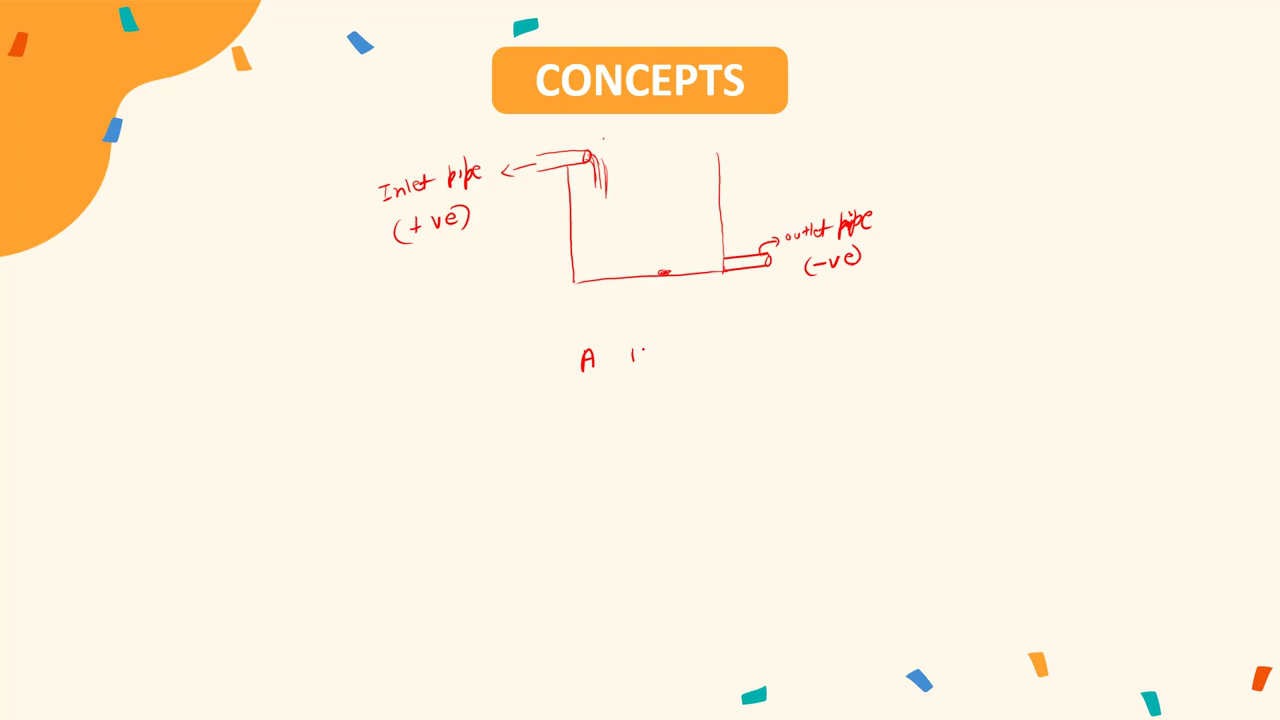 CONCEPTS
Inlet pipe
(+ve)
outlet pipe
(-ve)
A